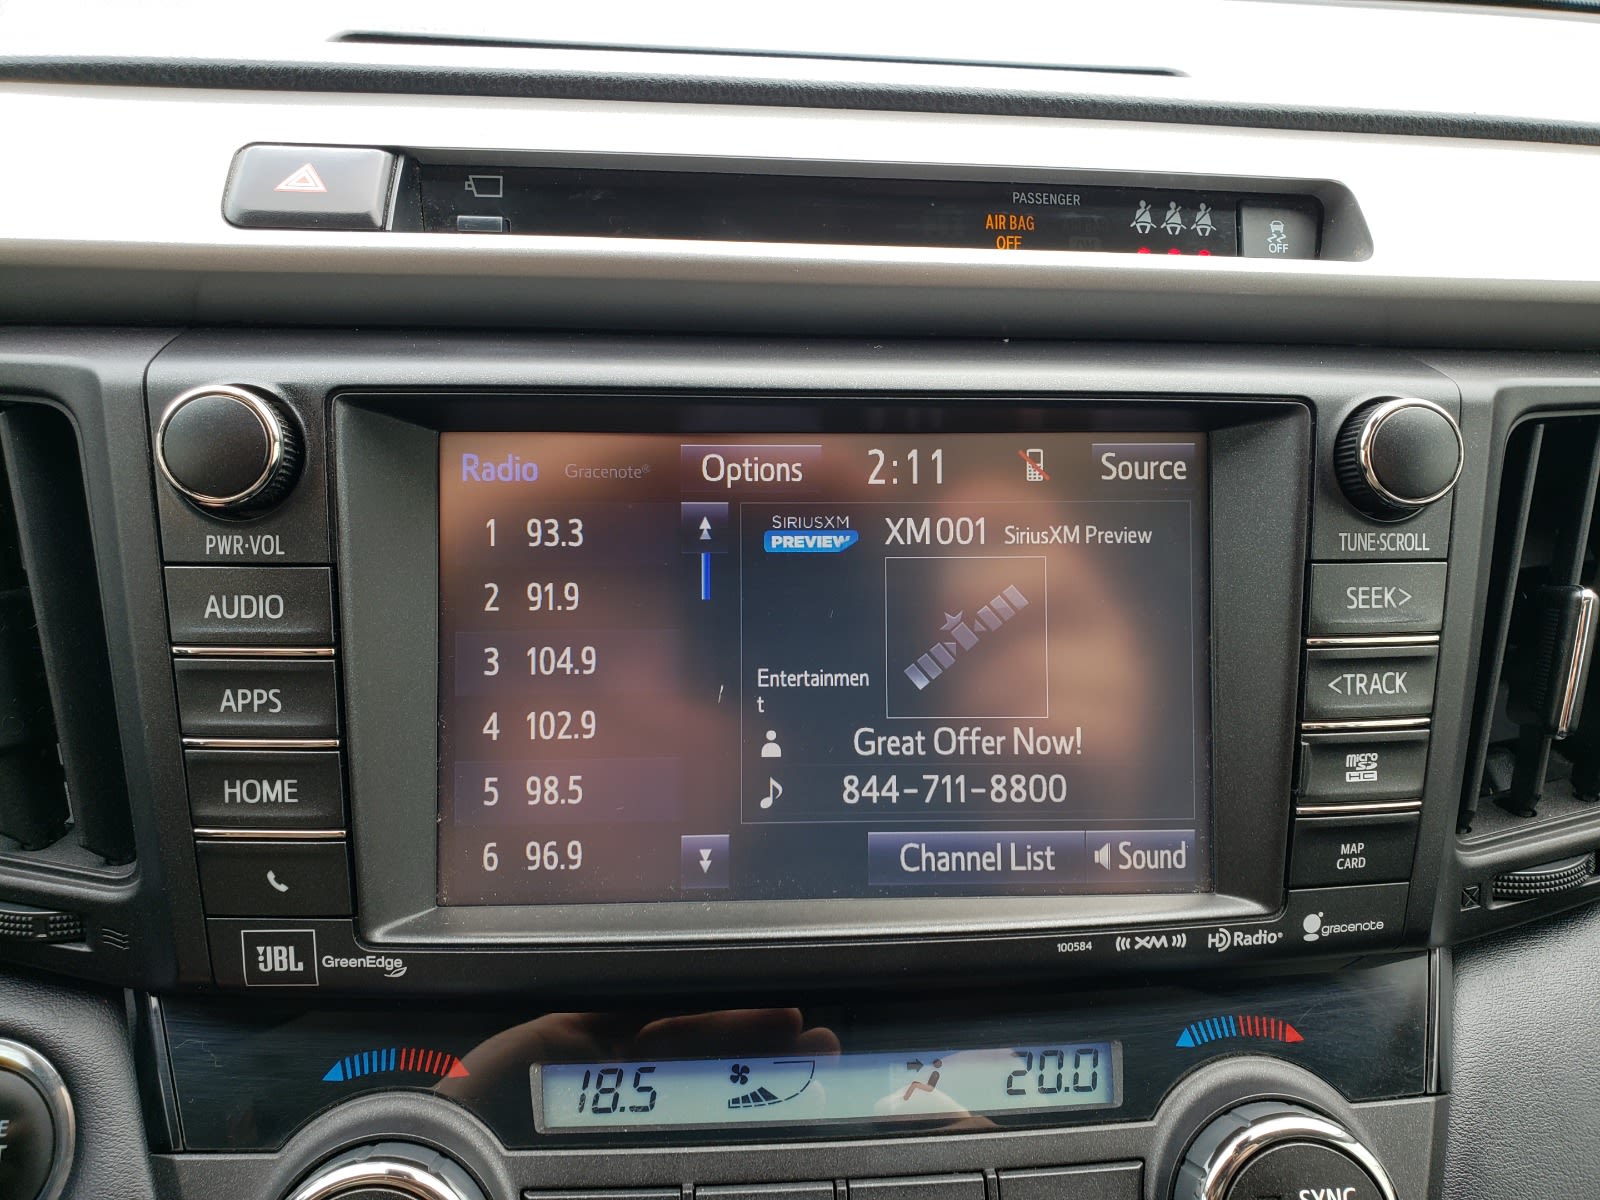 PASSENGER
AIR BAG
OFF
OFF
Radio Gracenote® Options 2:11 Source
1 93.3
2 91.9
3 104.9
4 102.9
5 98.5
6 96.9
SIRIUSXM
PREVIEW
XM001 SiriusXM Preview
Entertainmen
t
Great Offer Now!
844-711-8800
Channel List
Sound
PWR·VOL
AUDIO
APPS
HOME
TUNE·SCROLL
SEEK>
<TRACK
micro
SD
HC
MAP
CARD
JBL GreenEdge
100584 XM HD Radio® gracenote
18.5 20.0
SYNC